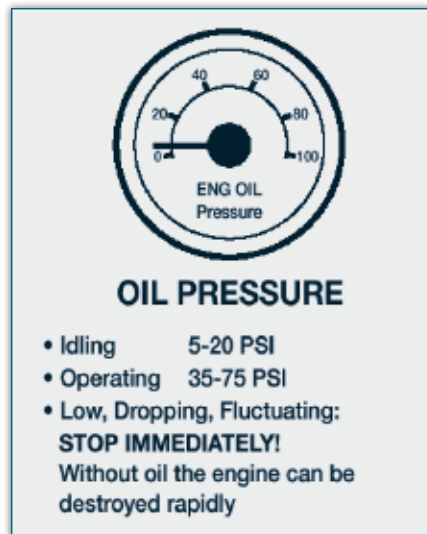 40 60
20 80
0 100
ENG OIL
Pressure
OIL PRESSURE
• Idling 5-20 PSI
• Operating 35-75 PSI
• Low, Dropping, Fluctuating:
STOP IMMEDIATELY!
Without oil the engine can be
destroyed rapidly